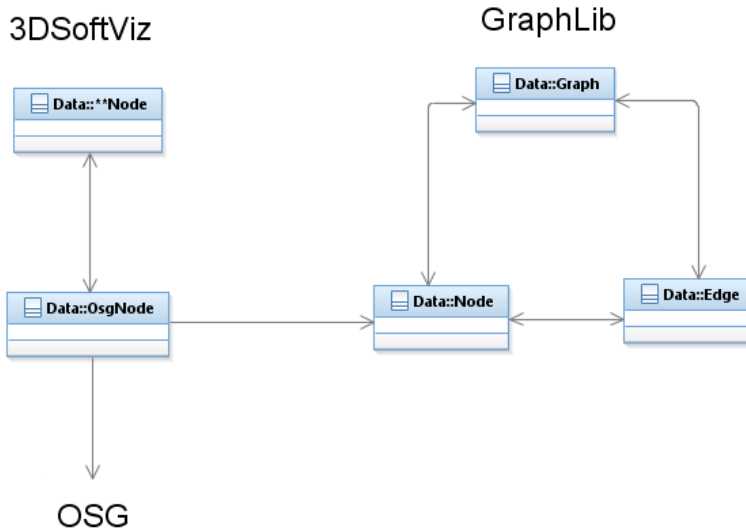 3DSoftViz
GraphLib
Data::Graph
Data::**Node
Data::OsgNode
Data::Node
Data::Edge
OSG